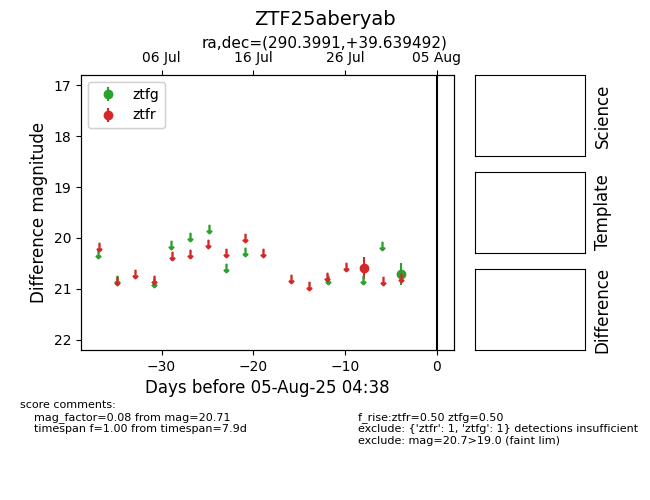 ZTF25aberyab
ra,dec=(290.3991,+39.639492)
06 Jul 16 Jul 26 Jul 05 Aug
17
18
19
20
21
22
Difference magnitude
ztfg
ztfr
−30 −20 −10 0
Days before 05-Aug-25 04:38
Science
Template
Difference
score comments:
mag_factor=0.08 from mag=20.71
timespan f=1.00 from timespan=7.9d
f_rise:ztfr=0.50 ztfg=0.50
exclude: {'ztfr': 1, 'ztfg': 1} detections insufficient
exclude: mag=20.7>19.0 (faint lim)